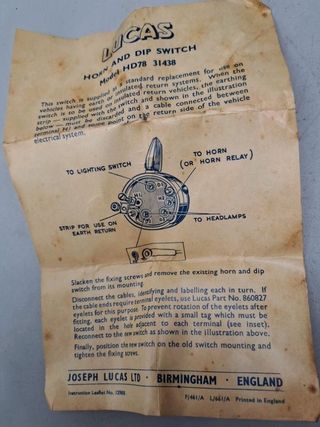 LUCAS
HORN AND DIP SWITCH
Model HD78 31438
This switch is supplied as standard replacement for use on
vehicles having earth or insulated return systems. When the
switch is to be used on insulated return vehicles, the earthing
strip — supplied with the switch and shown in the illustration
below — must be discarded and a cable connected between
terminal H1 and some point on the return side of the vehicle
electrical system.
TO LIGHTING SWITCH
TO HORN
(OR HORN RELAY)
STRIP FOR USE ON
EARTH RETURN
TO HEADLAMPS
Slacken the fixing screws and remove the existing horn and dip
switch from its mounting.
Disconnect the cables, identifying and labelling each in turn. If
the cable ends require terminal eyelets, use Lucas Part No. 860827
eyelets for this purpose. To prevent rotation of the eyelets after
fitting, each eyelet is provided with a small tag which must be
located in the hole adjacent to each terminal (see inset).
Reconnect to the new switch as shown in the illustration above.
Finally, position the new switch on the old switch mounting and
tighten the fixing screws.
JOSEPH LUCAS LTD · BIRMINGHAM · ENGLAND
Instruction Leaflet No. Printed in England